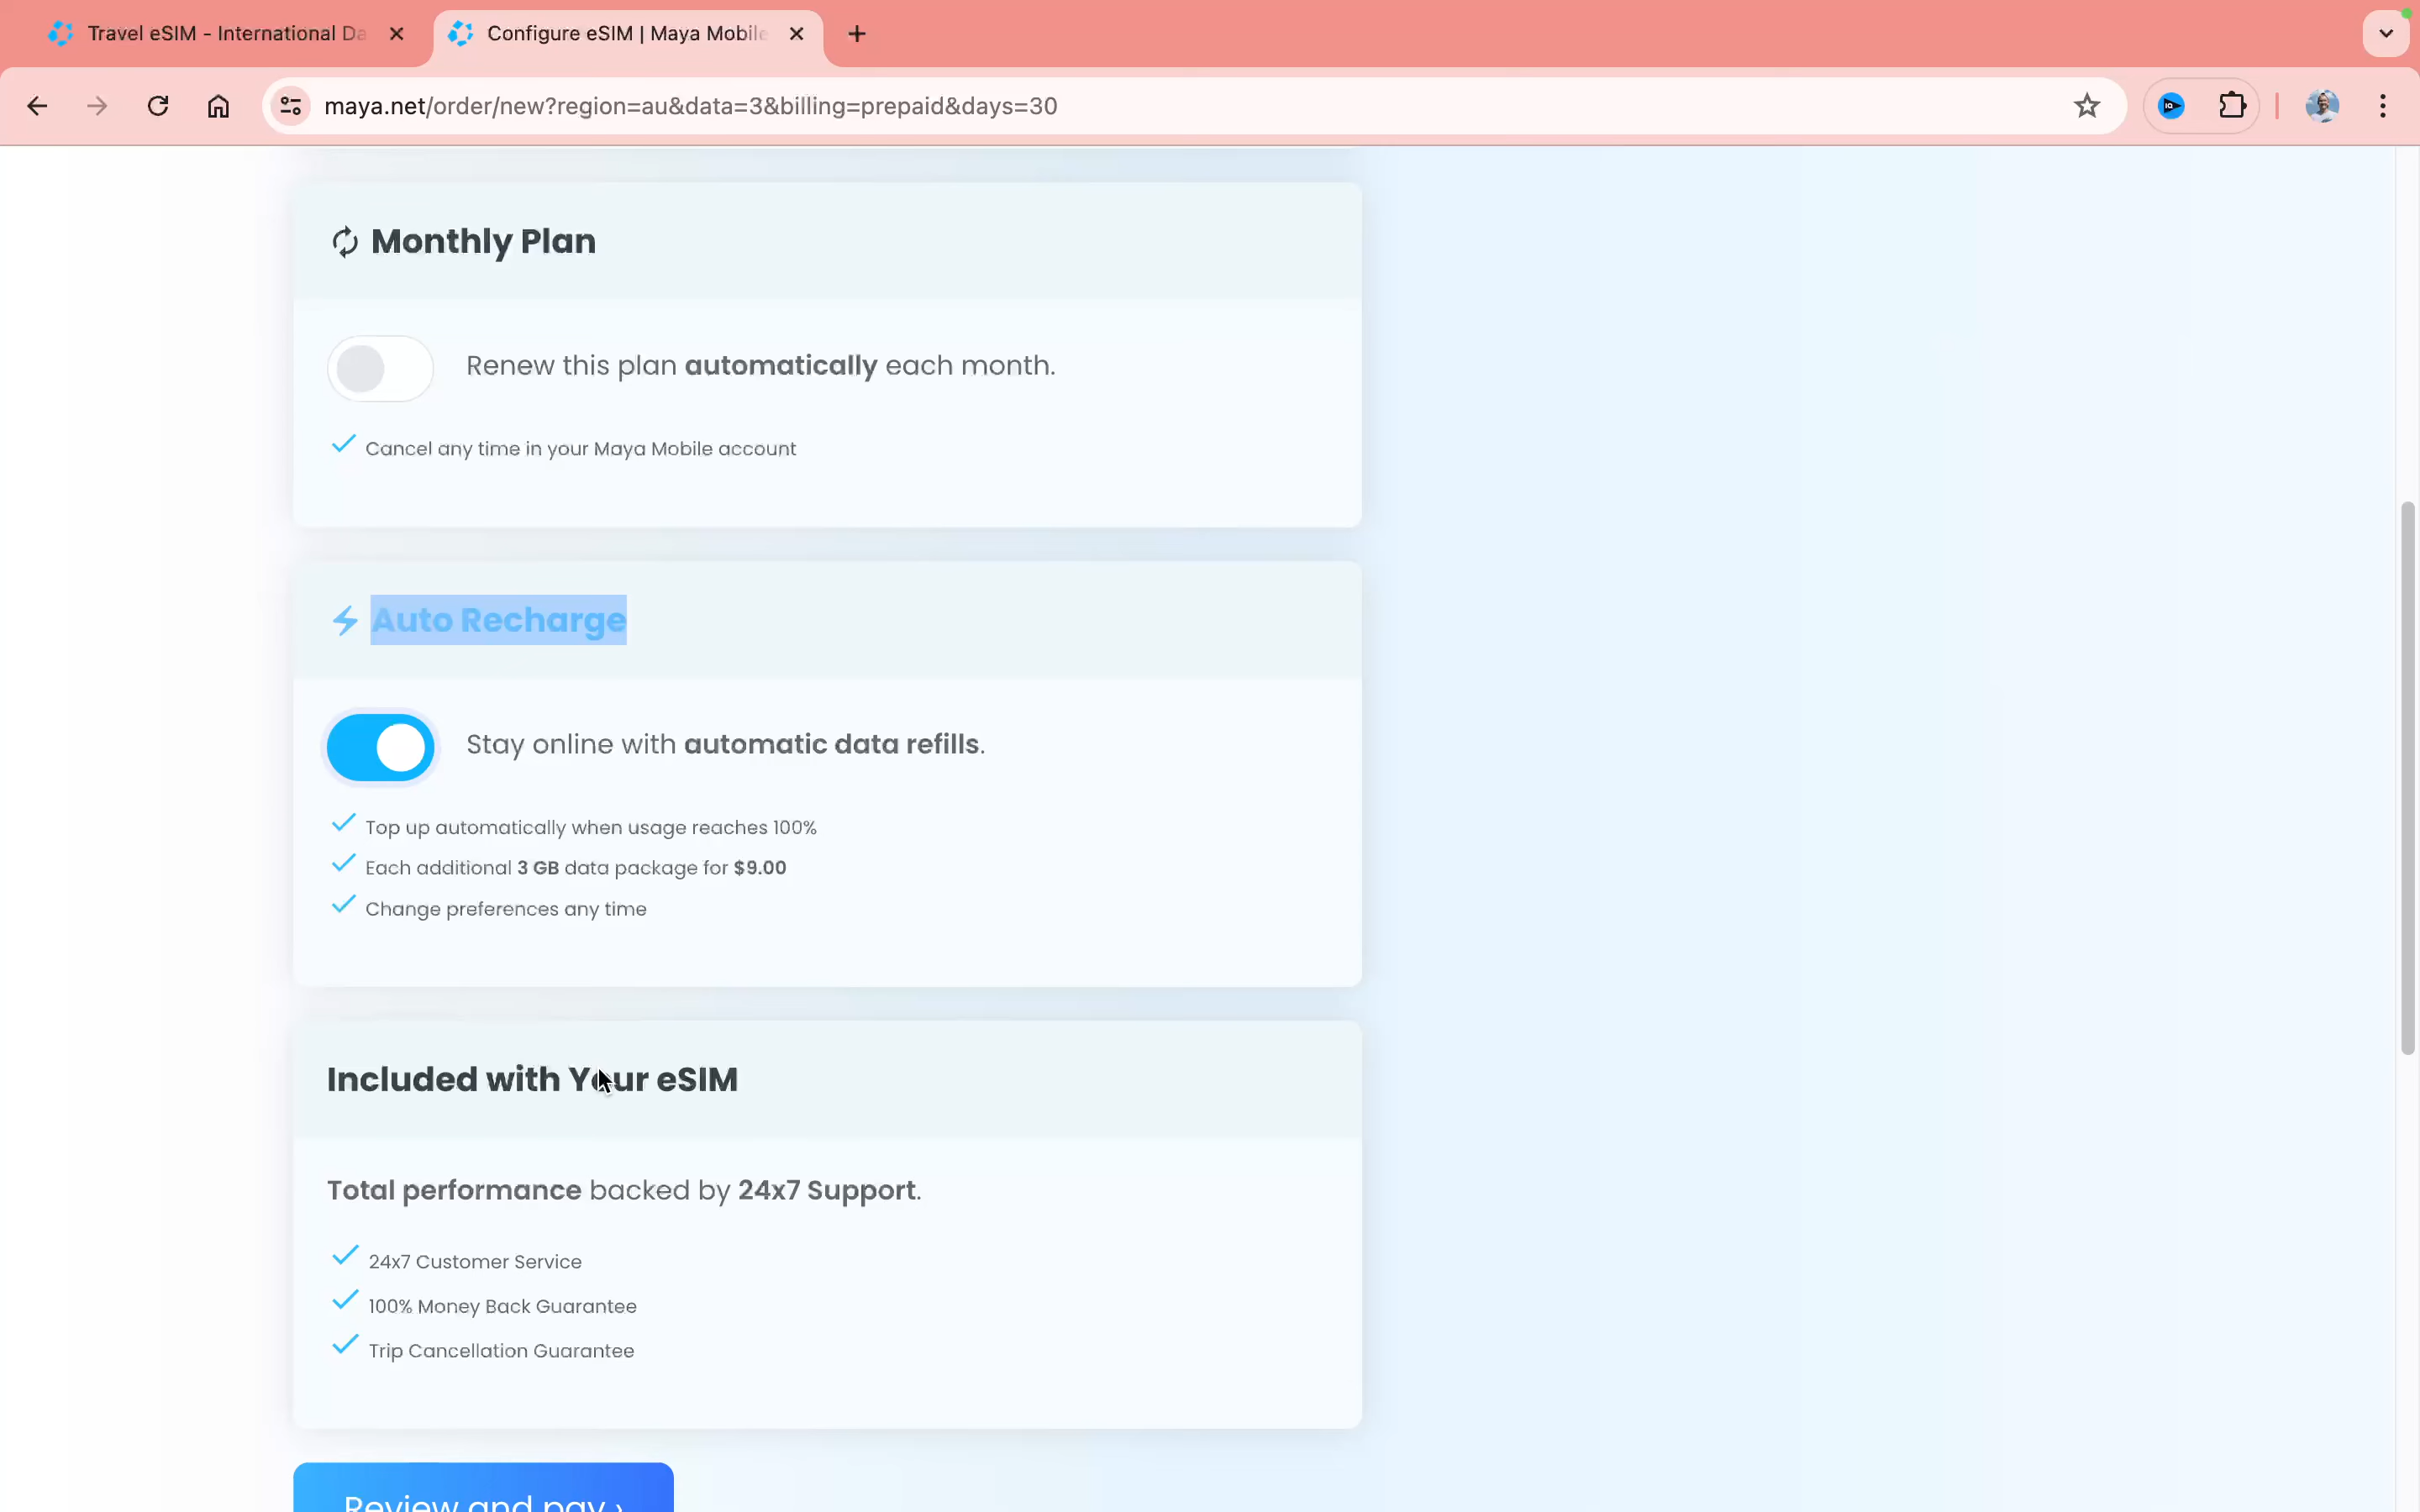 Travel eSIM - International Da
Configure eSIM | Maya Mobile
maya.net/order/new?region=au&data=3&billing=prepaid&days=30
Monthly Plan
Renew this plan automatically each month.
Cancel any time in your Maya Mobile account
Auto Recharge
Stay online with automatic data refills.
Top up automatically when usage reaches 100%
Each additional 3 GB data package for $9.00
Change preferences any time
Included with Your eSIM
Total performance backed by 24x7 Support.
24x7 Customer Service
100% Money Back Guarantee
Trip Cancellation Guarantee
Review and pay ›